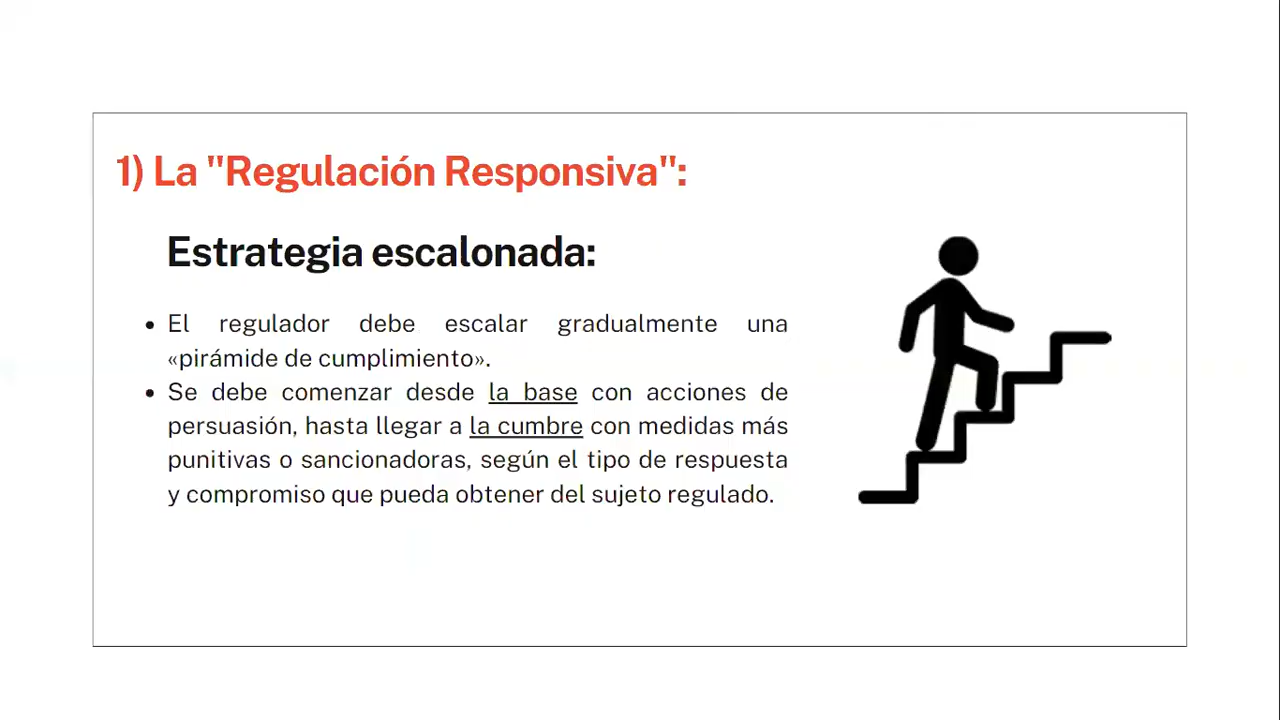 1) La "Regulación Responsiva":
Estrategia escalonada:
• El regulador debe escalar gradualmente una
«pirámide de cumplimiento».
• Se debe comenzar desde la base con acciones de
persuasión, hasta llegar a la cumbre con medidas más
punitivas o sancionadoras, según el tipo de respuesta
y compromiso que pueda obtener del sujeto regulado.